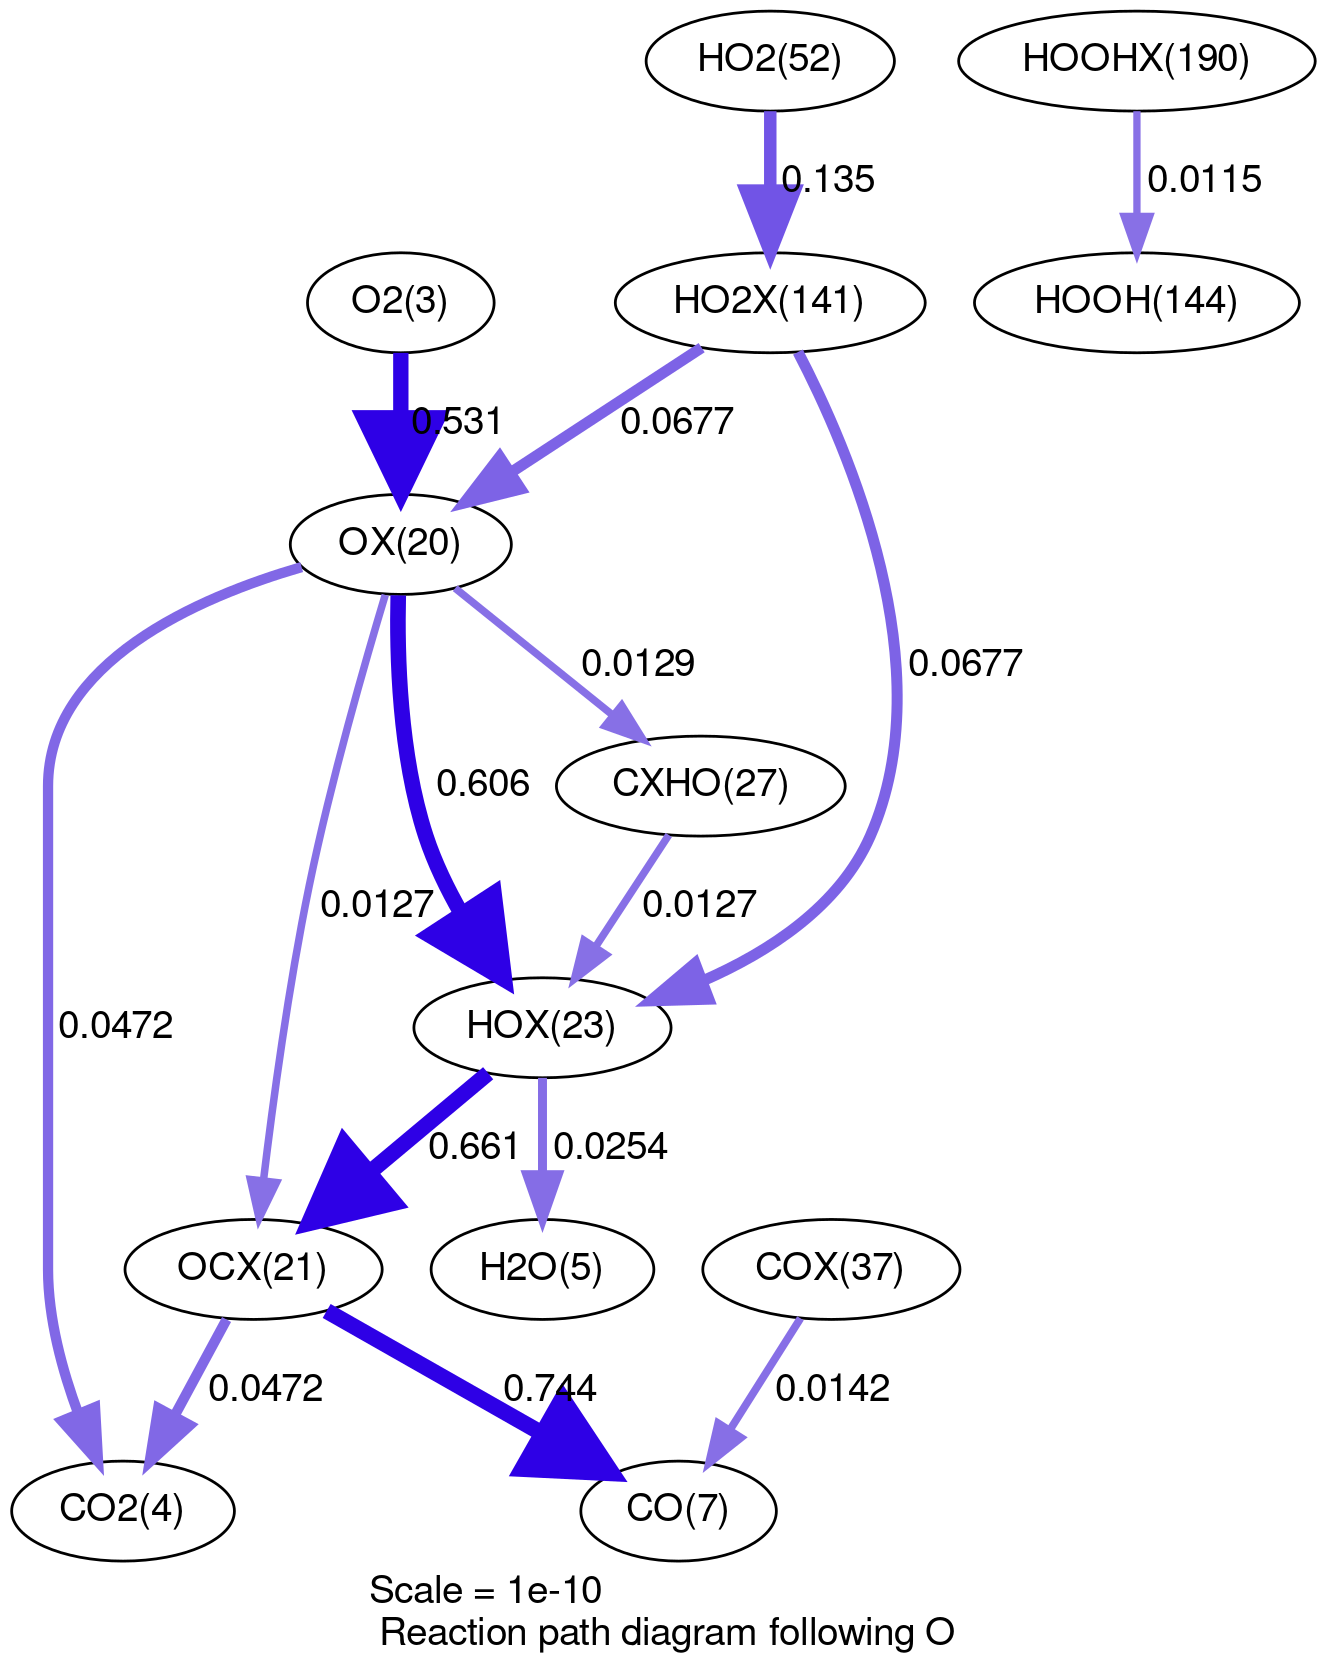 HO2(52)
HOOHX(190)
0.135
0.0115
O2(3)
HO2X(141)
HOOH(144)
0.531
0.0677
OX(20)
0.0129
0.0677
0.606
CXHO(27)
0.0127
0.0127
0.0472
HOX(23)
0.661
0.0254
OCX(21)
H2O(5)
COX(37)
0.0472
0.744
0.0142
CO2(4)
CO(7)
Scale = 1e-10
Reaction path diagram following O